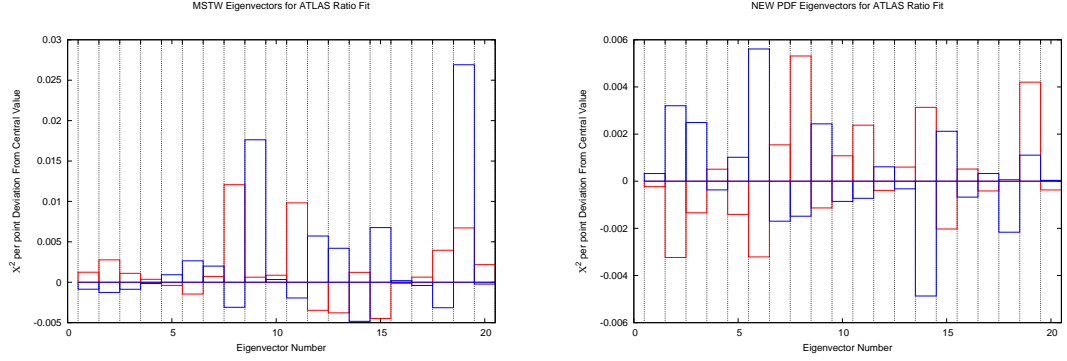 MSTW Eigenvectors for ATLAS Ratio Fit
0.03
0.025
0.02
0.015
0.01
0.005
0
-0.005
0 5 10 15 20
Eigenvector Number
X² per point Deviation From Central Value
NEW PDF Eigenvectors for ATLAS Ratio Fit
0.006
0.004
0.002
0
-0.002
-0.004
-0.006
0 5 10 15 20
Eigenvector Number
X² per point Deviation From Central Value